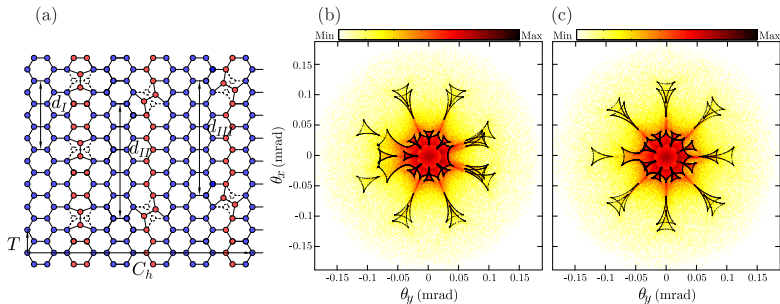 (a)
d_I
d_II
d_III
T
C_h
(b)
Min Max
0.15
0.1
0.05
0
-0.05
-0.1
-0.15
θ_x (mrad)
-0.15 -0.1 -0.05 0 0.05 0.1 0.15
θ_y (mrad)
(c)
Min Max
-0.15 -0.1 -0.05 0 0.05 0.1 0.15
θ_y (mrad)